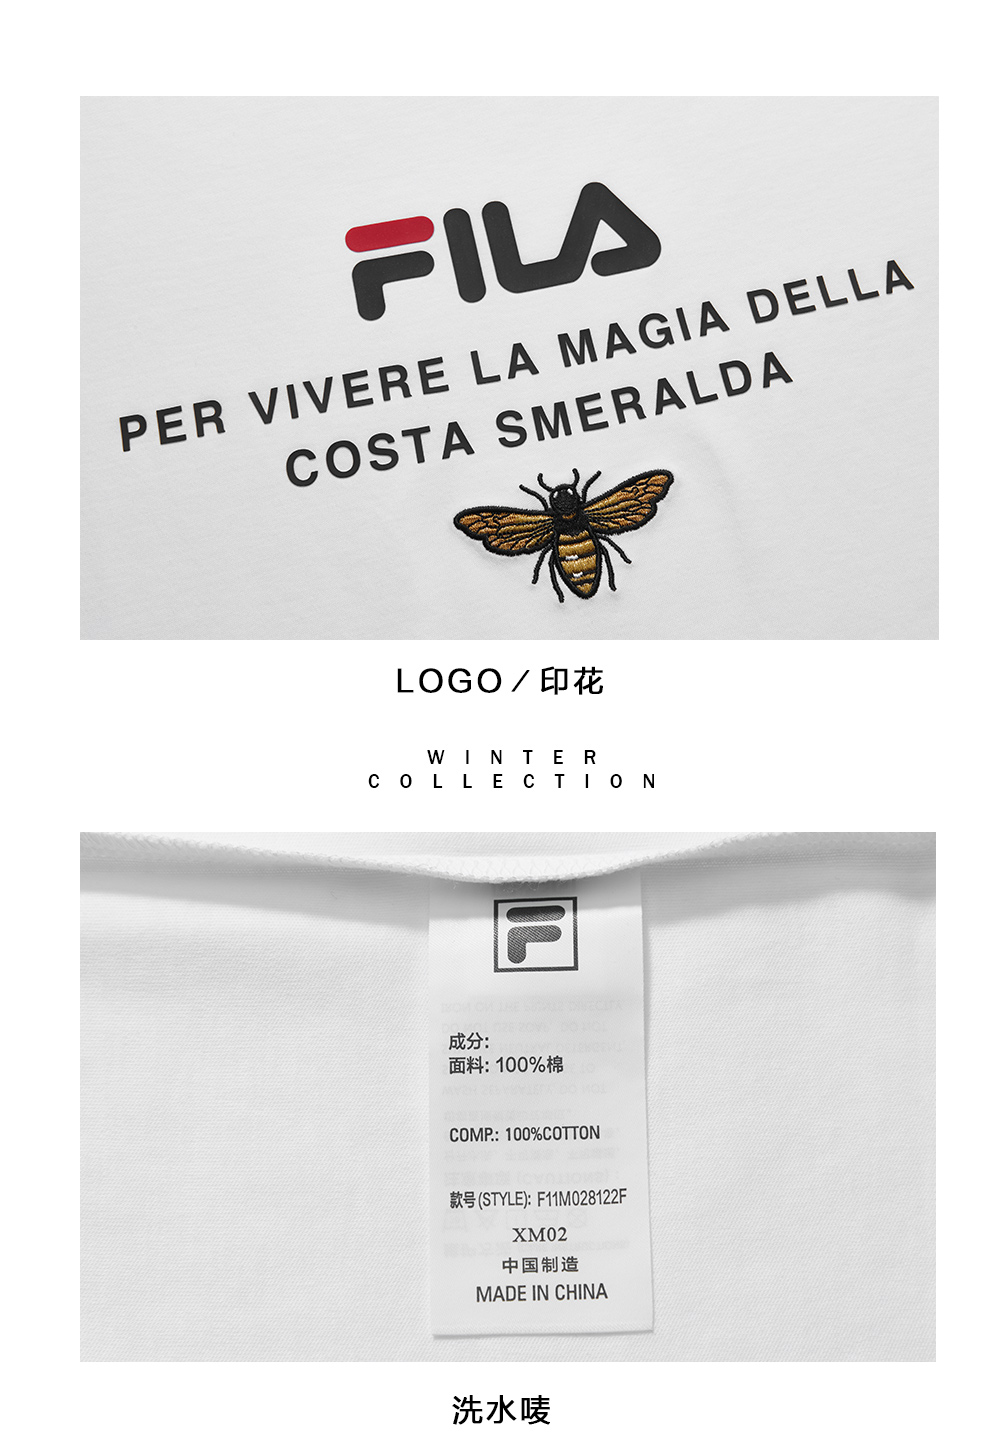 FILA
PER VIVERE LA MAGIA DELLA
COSTA SMERALDA
LOGO/印花
WINTER
COLLECTION
F
成分:
面料: 100%棉
COMP.: 100%COTTON
款号(STYLE): F11M028122F
XM02
中国制造
MADE IN CHINA
洗水唛